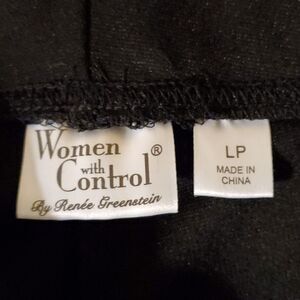 Women
with
Control®
By Renée Greenstein
LP
MADE IN
CHINA